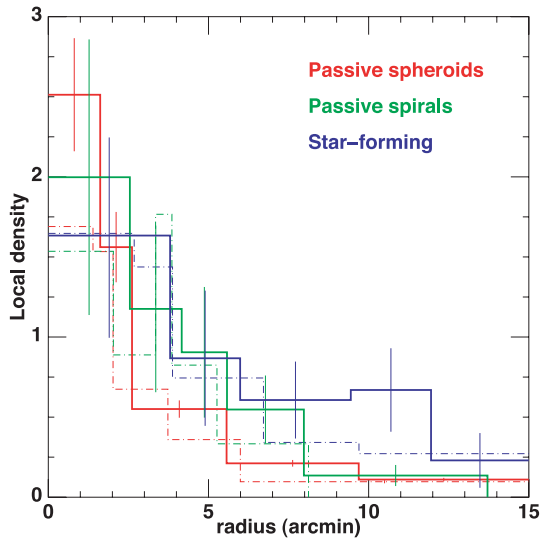 3
Passive spheroids
Passive spirals
Star–forming
2
Local density
1
0
0 5 10 15
radius (arcmin)